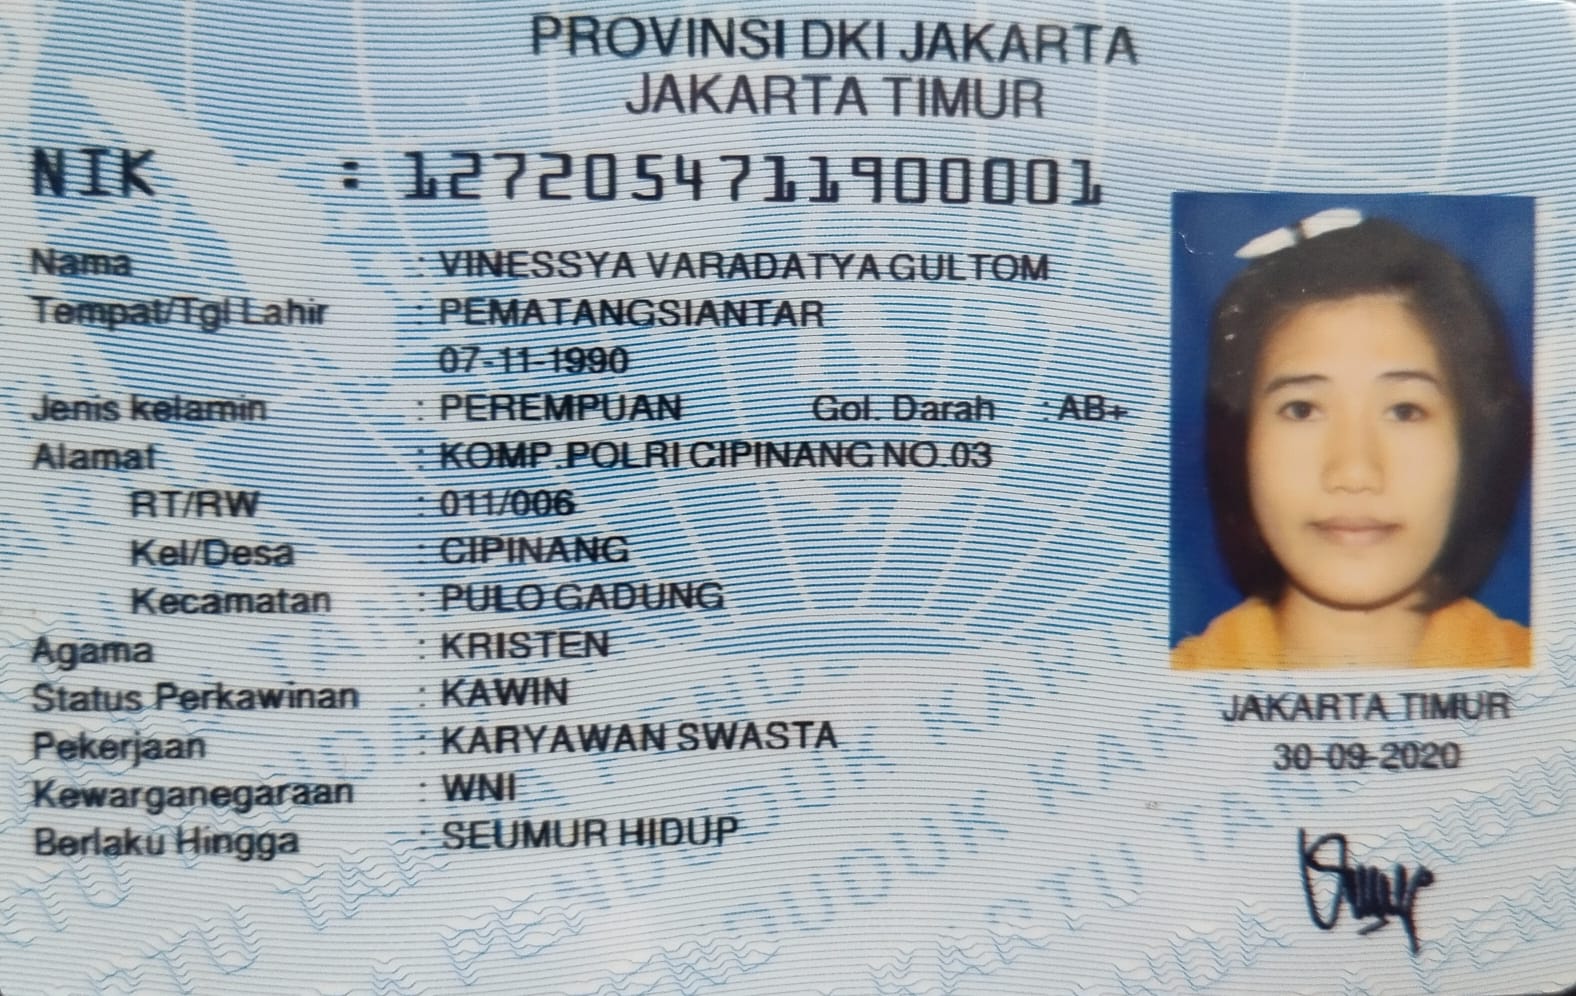 PROVINSI DKI JAKARTA
JAKARTA TIMUR
NIK : 1272054711900001
Nama : VINESSYA VARADATYA GULTOM
Tempat/Tgl Lahir : PEMATANGSIANTAR
07-11-1990
Jenis kelamin : PEREMPUAN Gol. Darah : AB+
Alamat : KOMP.POLRI CIPINANG NO.03
RT/RW : 011/006
Kel/Desa : CIPINANG
Kecamatan : PULO GADUNG
Agama : KRISTEN
Status Perkawinan : KAWIN
Pekerjaan : KARYAWAN SWASTA
Kewarganegaraan : WNI
Berlaku Hingga : SEUMUR HIDUP
JAKARTA TIMUR
30-09-2020